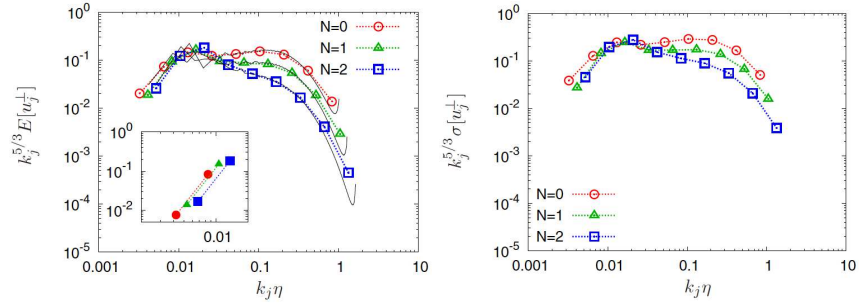 10^1
10^0
10^-1
10^-2
10^-3
10^-4
10^-5
k_j^{5/3} E[u_j^⊥]
N=0
N=1
N=2
10^0
10^-1
10^-2
0.01
0.001 0.01 0.1 1 10
k_j η
10^1
10^0
10^-1
10^-2
10^-3
10^-4
10^-5
k_j^{5/3} σ[u_j^⊥]
N=0
N=1
N=2
0.001 0.01 0.1 1 10
k_j η